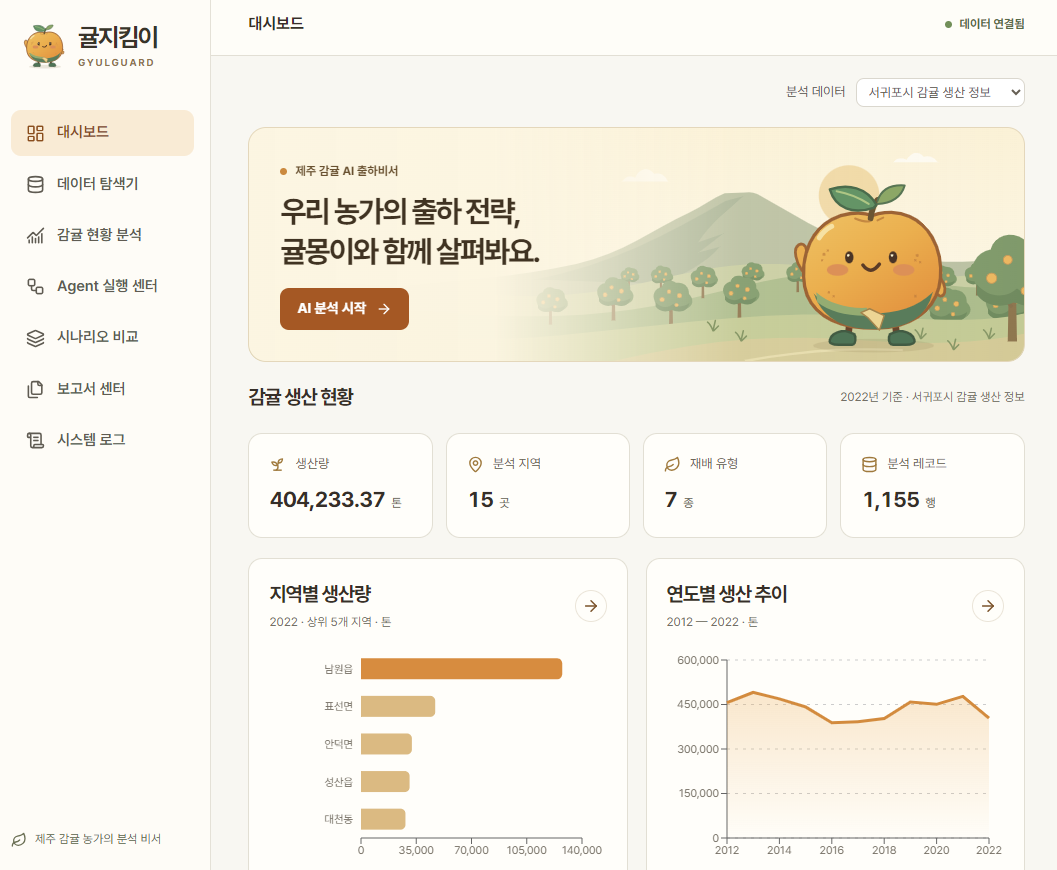 귤지킴이
GYULGUARD
대시보드
데이터 탐색기
감귤 현황 분석
Agent 실행 센터
시나리오 비교
보고서 센터
시스템 로그
제주 감귤 농가의 분석 비서
대시보드
데이터 연결됨
분석 데이터
서귀포시 감귤 생산 정보
제주 감귤 AI 출하비서
우리 농가의 출하 전략,
귤몽이와 함께 살펴봐요.
AI 분석 시작
감귤 생산 현황
2022년 기준 · 서귀포시 감귤 생산 정보
생산량
404,233.37 톤
분석 지역
15 곳
재배 유형
7 종
분석 레코드
1,155 행
지역별 생산량
2022 · 상위 5개 지역 · 톤
남원읍
표선면
안덕면
성산읍
대천동
0 35,000 70,000 105,000 140,000
연도별 생산 추이
2012 — 2022 · 톤
600,000
450,000
300,000
150,000
0
2012 2014 2016 2018 2020 2022